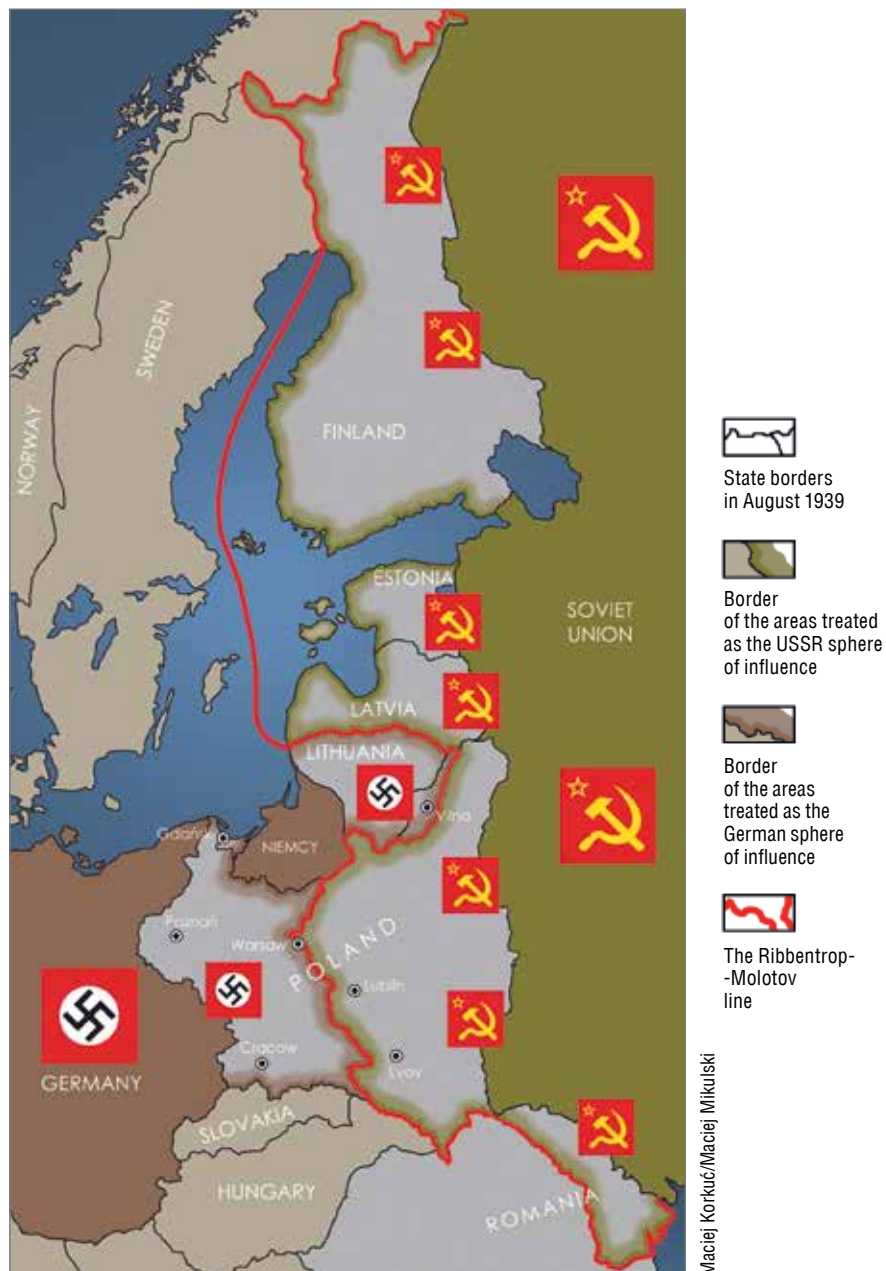 NORWAY
SWEDEN
FINLAND
ESTONIA
SOVIET
UNION
LATVIA
LITHUANIA
Vilna
Gdańsk
NIEMCY
Poznań
Warsaw
POLAND
Lublin
Cracow
Lvov
GERMANY
SLOVAKIA
HUNGARY
ROMANIA
State borders
in August 1939
Border
of the areas treated
as the USSR sphere
of influence
Border
of the areas
treated as the
German sphere
of influence
The Ribbentrop-
-Molotov
line
Maciej Korkuć/Maciej Mikulski